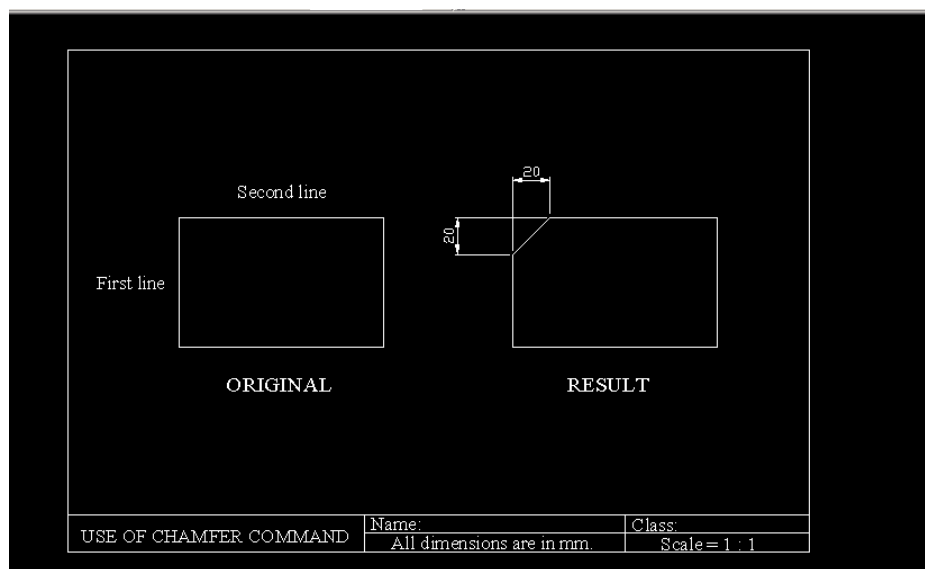 20
Second line
20
First line
ORIGINAL
RESULT
USE OF CHAMFER COMMAND
Name:
Class:
All dimensions are in mm.
Scale = 1 : 1